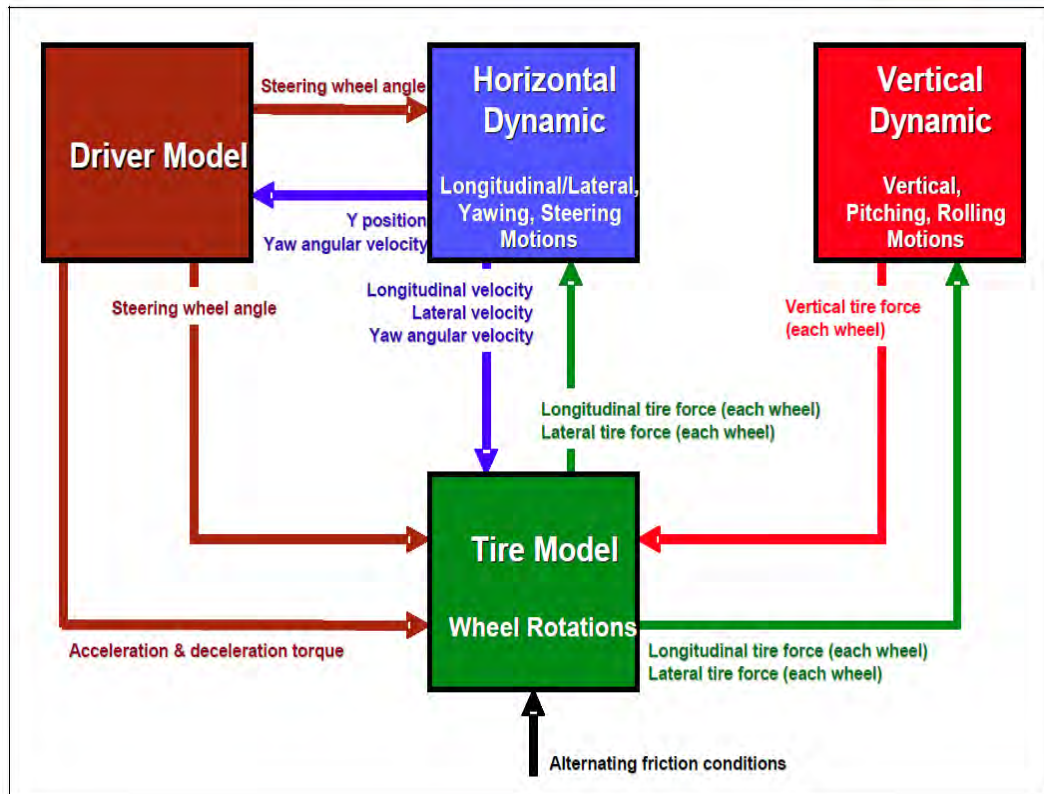 Driver Model
Steering wheel angle
Horizontal
Dynamic
Longitudinal/Lateral,
Yawing, Steering
Motions
Vertical
Dynamic
Vertical,
Pitching, Rolling
Motions
Y position
Yaw angular velocity
Steering wheel angle
Longitudinal velocity
Lateral velocity
Yaw angular velocity
Vertical tire force
(each wheel)
Longitudinal tire force (each wheel)
Lateral tire force (each wheel)
Tire Model
Wheel Rotations
Acceleration & deceleration torque
Longitudinal tire force (each wheel)
Lateral tire force (each wheel)
Alternating friction conditions